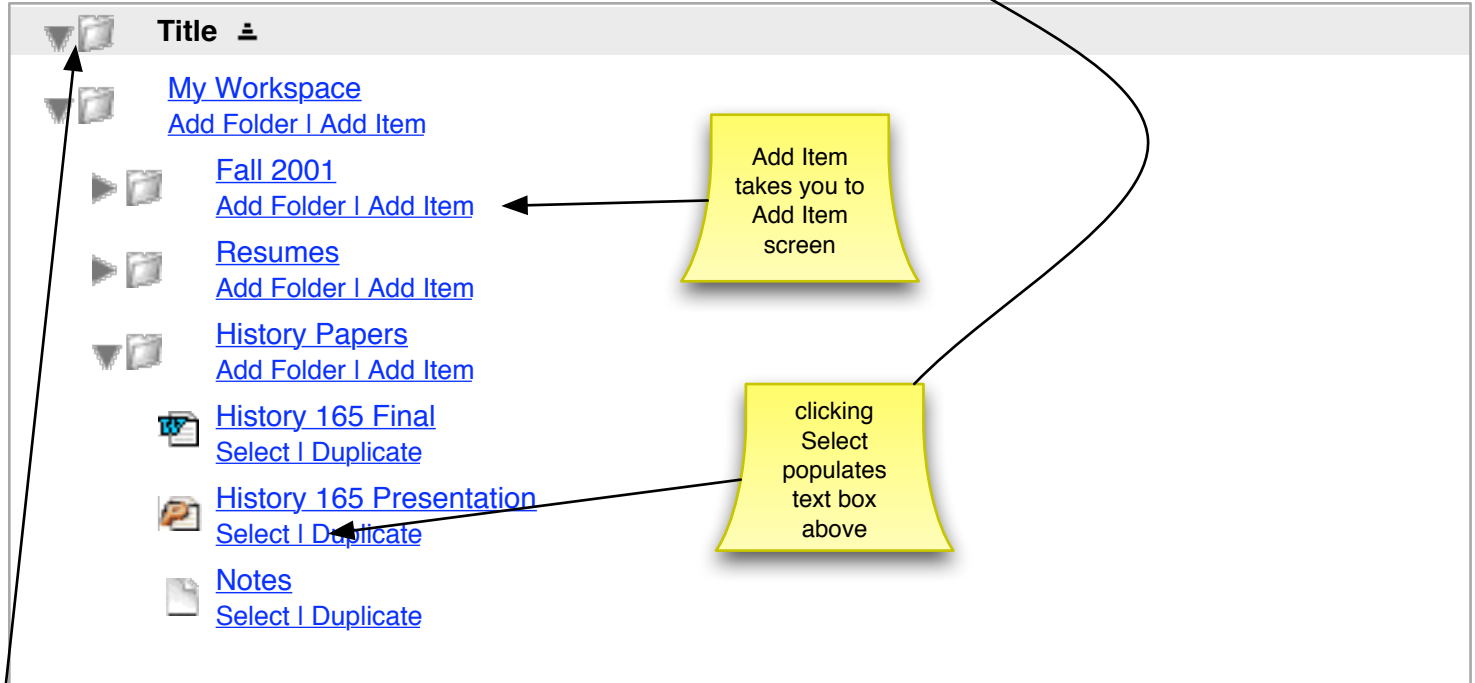 Title
My Workspace
Add Folder | Add Item
Fall 2001
Add Folder | Add Item
Add Item
takes you to
Add Item
screen
Resumes
Add Folder | Add Item
History Papers
Add Folder | Add Item
History 165 Final
Select | Duplicate
clicking
Select
populates
text box
above
History 165 Presentation
Select | Duplicate
Notes
Select | Duplicate